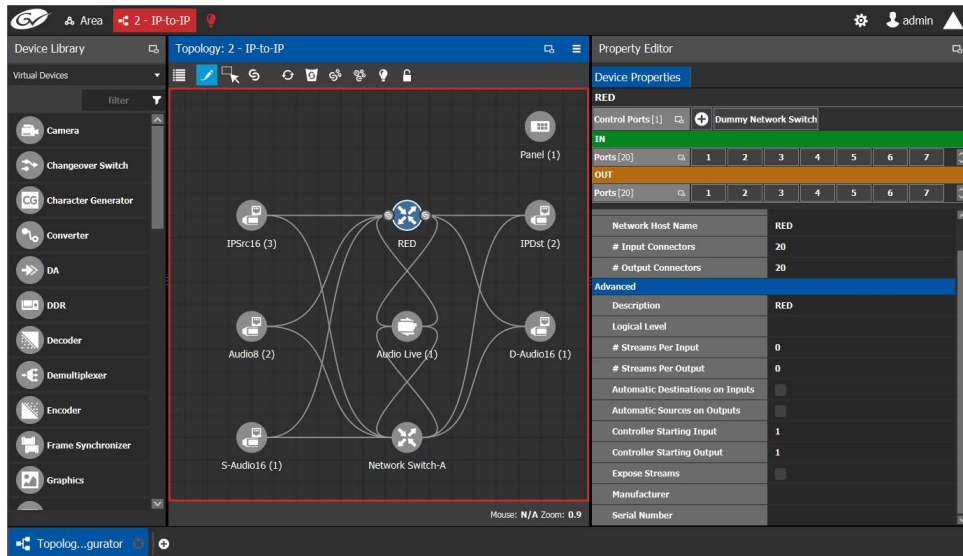 GV Area 2 - IP-to-IP admin
Device Library
Virtual Devices
filter
Camera
Changeover Switch
CG Character Generator
Converter
DA
DDR
Decoder
Demultiplexer
Encoder
Frame Synchronizer
Graphics
Topology: 2 - IP-to-IP
Panel (1)
IPSrc16 (3)
RED
IPDst (2)
Audio8 (2)
Audio Live (1)
D-Audio16 (1)
S-Audio16 (1)
Network Switch-A
Mouse: N/A Zoom: 0.9
Property Editor
Device Properties
RED
Control Ports [1] Dummy Network Switch
IN
Ports [20] 1 2 3 4 5 6 7
OUT
Ports [20] 1 2 3 4 5 6 7
Network Host Name RED
# Input Connectors 20
# Output Connectors 20
Advanced
Description RED
Logical Level
# Streams Per Input 0
# Streams Per Output 0
Automatic Destinations on Inputs
Automatic Sources on Outputs
Controller Starting Input 1
Controller Starting Output 1
Expose Streams
Manufacturer
Serial Number
Topolog...gurator